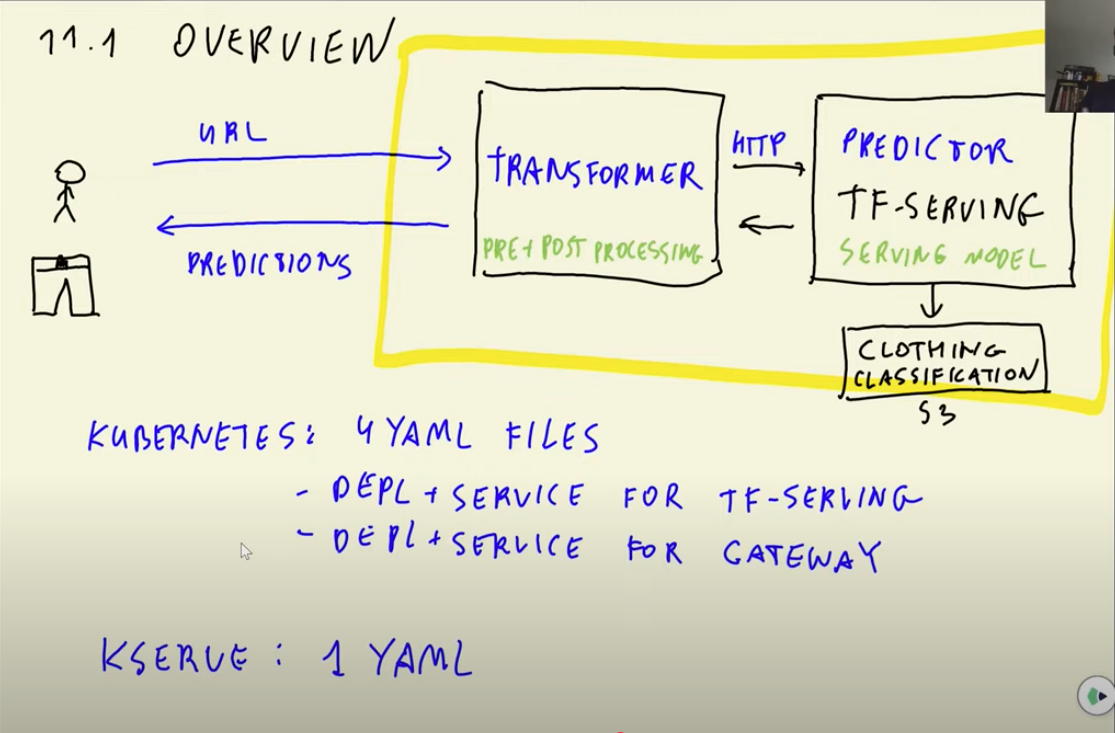 11.1 OVERVIEW
URL
PREDICTIONS
TRANSFORMER
PRE + POST PROCESSING
HTTP
PREDICTOR
TF-SERVING
SERVING MODEL
CLOTHING
CLASSIFICATION
S3
KUBERNETES: 4 YAML FILES
- DEPL + SERVICE FOR TF-SERVING
- DEPL + SERVICE FOR GATEWAY
KSERVE: 1 YAML